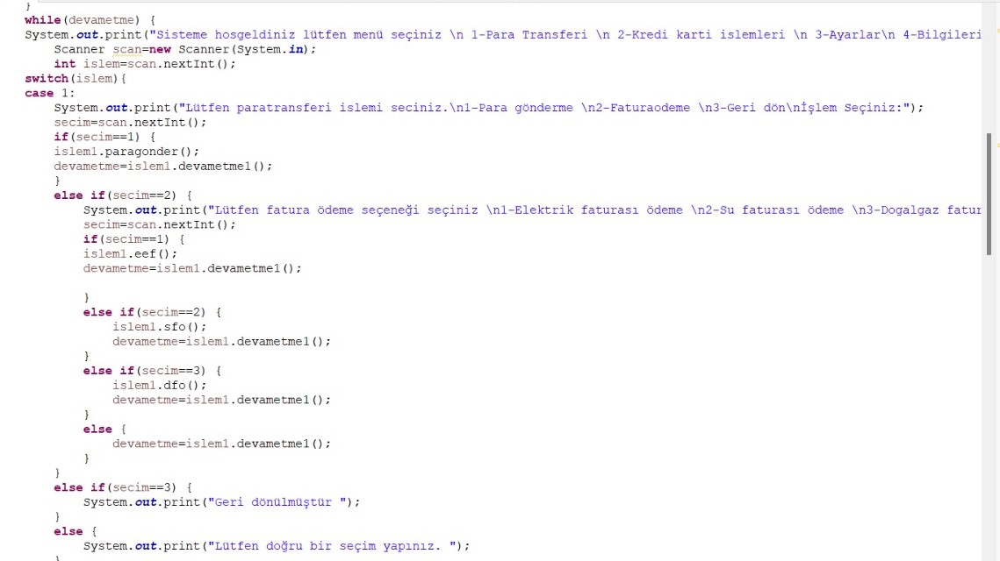 }
while(devametme) {
System.out.print("Sisteme hosgeldiniz lütfen menü seçiniz \n 1-Para Transferi \n 2-Kredi karti islemleri \n 3-Ayarlar\n 4-Bilgileri
Scanner scan=new Scanner(System.in);
int islem=scan.nextInt();
switch(islem){
case 1:
System.out.print("Lütfen paratransferi islemi seciniz.\n1-Para gönderme \n2-Faturaodeme \n3-Geri dön\nİşlem Seçiniz:");
secim=scan.nextInt();
if(secim==1) {
islem1.paragonder();
devametme=islem1.devametme1();
}
else if(secim==2) {
System.out.print("Lütfen fatura ödeme seçeneği seçiniz \n1-Elektrik faturası ödeme \n2-Su faturası ödeme \n3-Dogalgaz fatur
secim=scan.nextInt();
if(secim==1) {
islem1.eef();
devametme=islem1.devametme1();
}
else if(secim==2) {
islem1.sfo();
devametme=islem1.devametme1();
}
else if(secim==3) {
islem1.dfo();
devametme=islem1.devametme1();
}
else {
devametme=islem1.devametme1();
}
}
else if(secim==3) {
System.out.print("Geri dönülmüştür ");
}
else {
System.out.print("Lütfen doğru bir seçim yapınız. ");
}